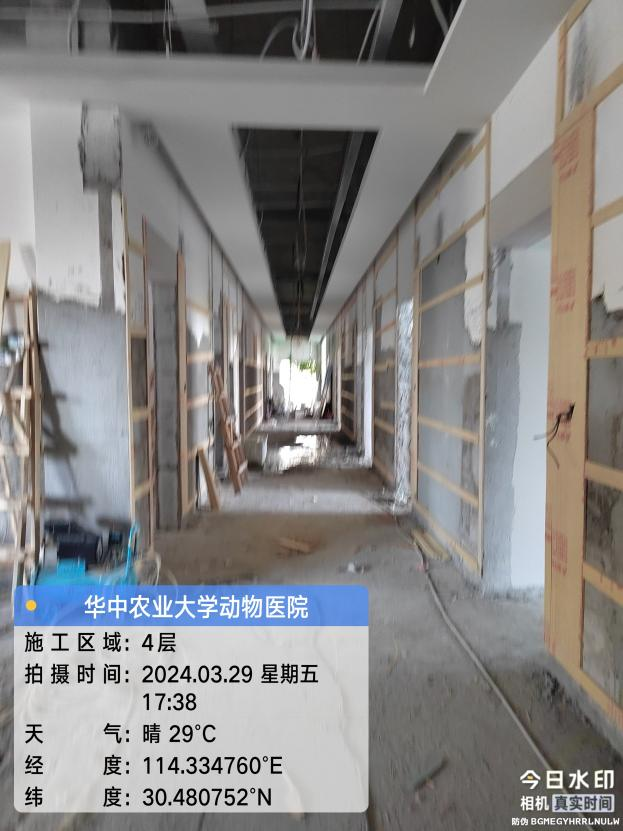 华中农业大学动物医院
施工区域：4层
拍摄时间：2024.03.29 星期五
17:38
天气：晴 29℃
经度：114.334760°E
纬度：30.480752°N
今日水印
相机 真实时间
防伪 BGMEGYHRRLNULW